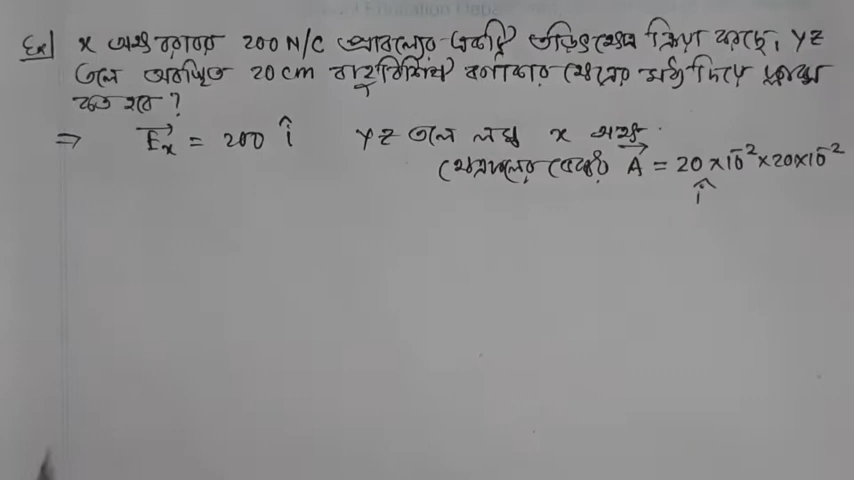 Ex| x অক্ষ বরাবর 200 N/C প্রাবল্যের একটি তড়িৎক্ষেত্র ক্রিয়া করছে, YZ
তলে অবস্থিত 20 cm বাহুবিশিষ্ট বর্গাকার ক্ষেত্রের মধ্য দিয়ে ফ্লাক্স
কত হবে ?
⇒ E⃗x = 200 î YZ তলে লম্ব x অক্ষ
ক্ষেত্রফলের ভেক্টর A⃗ = 20×10⁻²×20×10⁻²
î